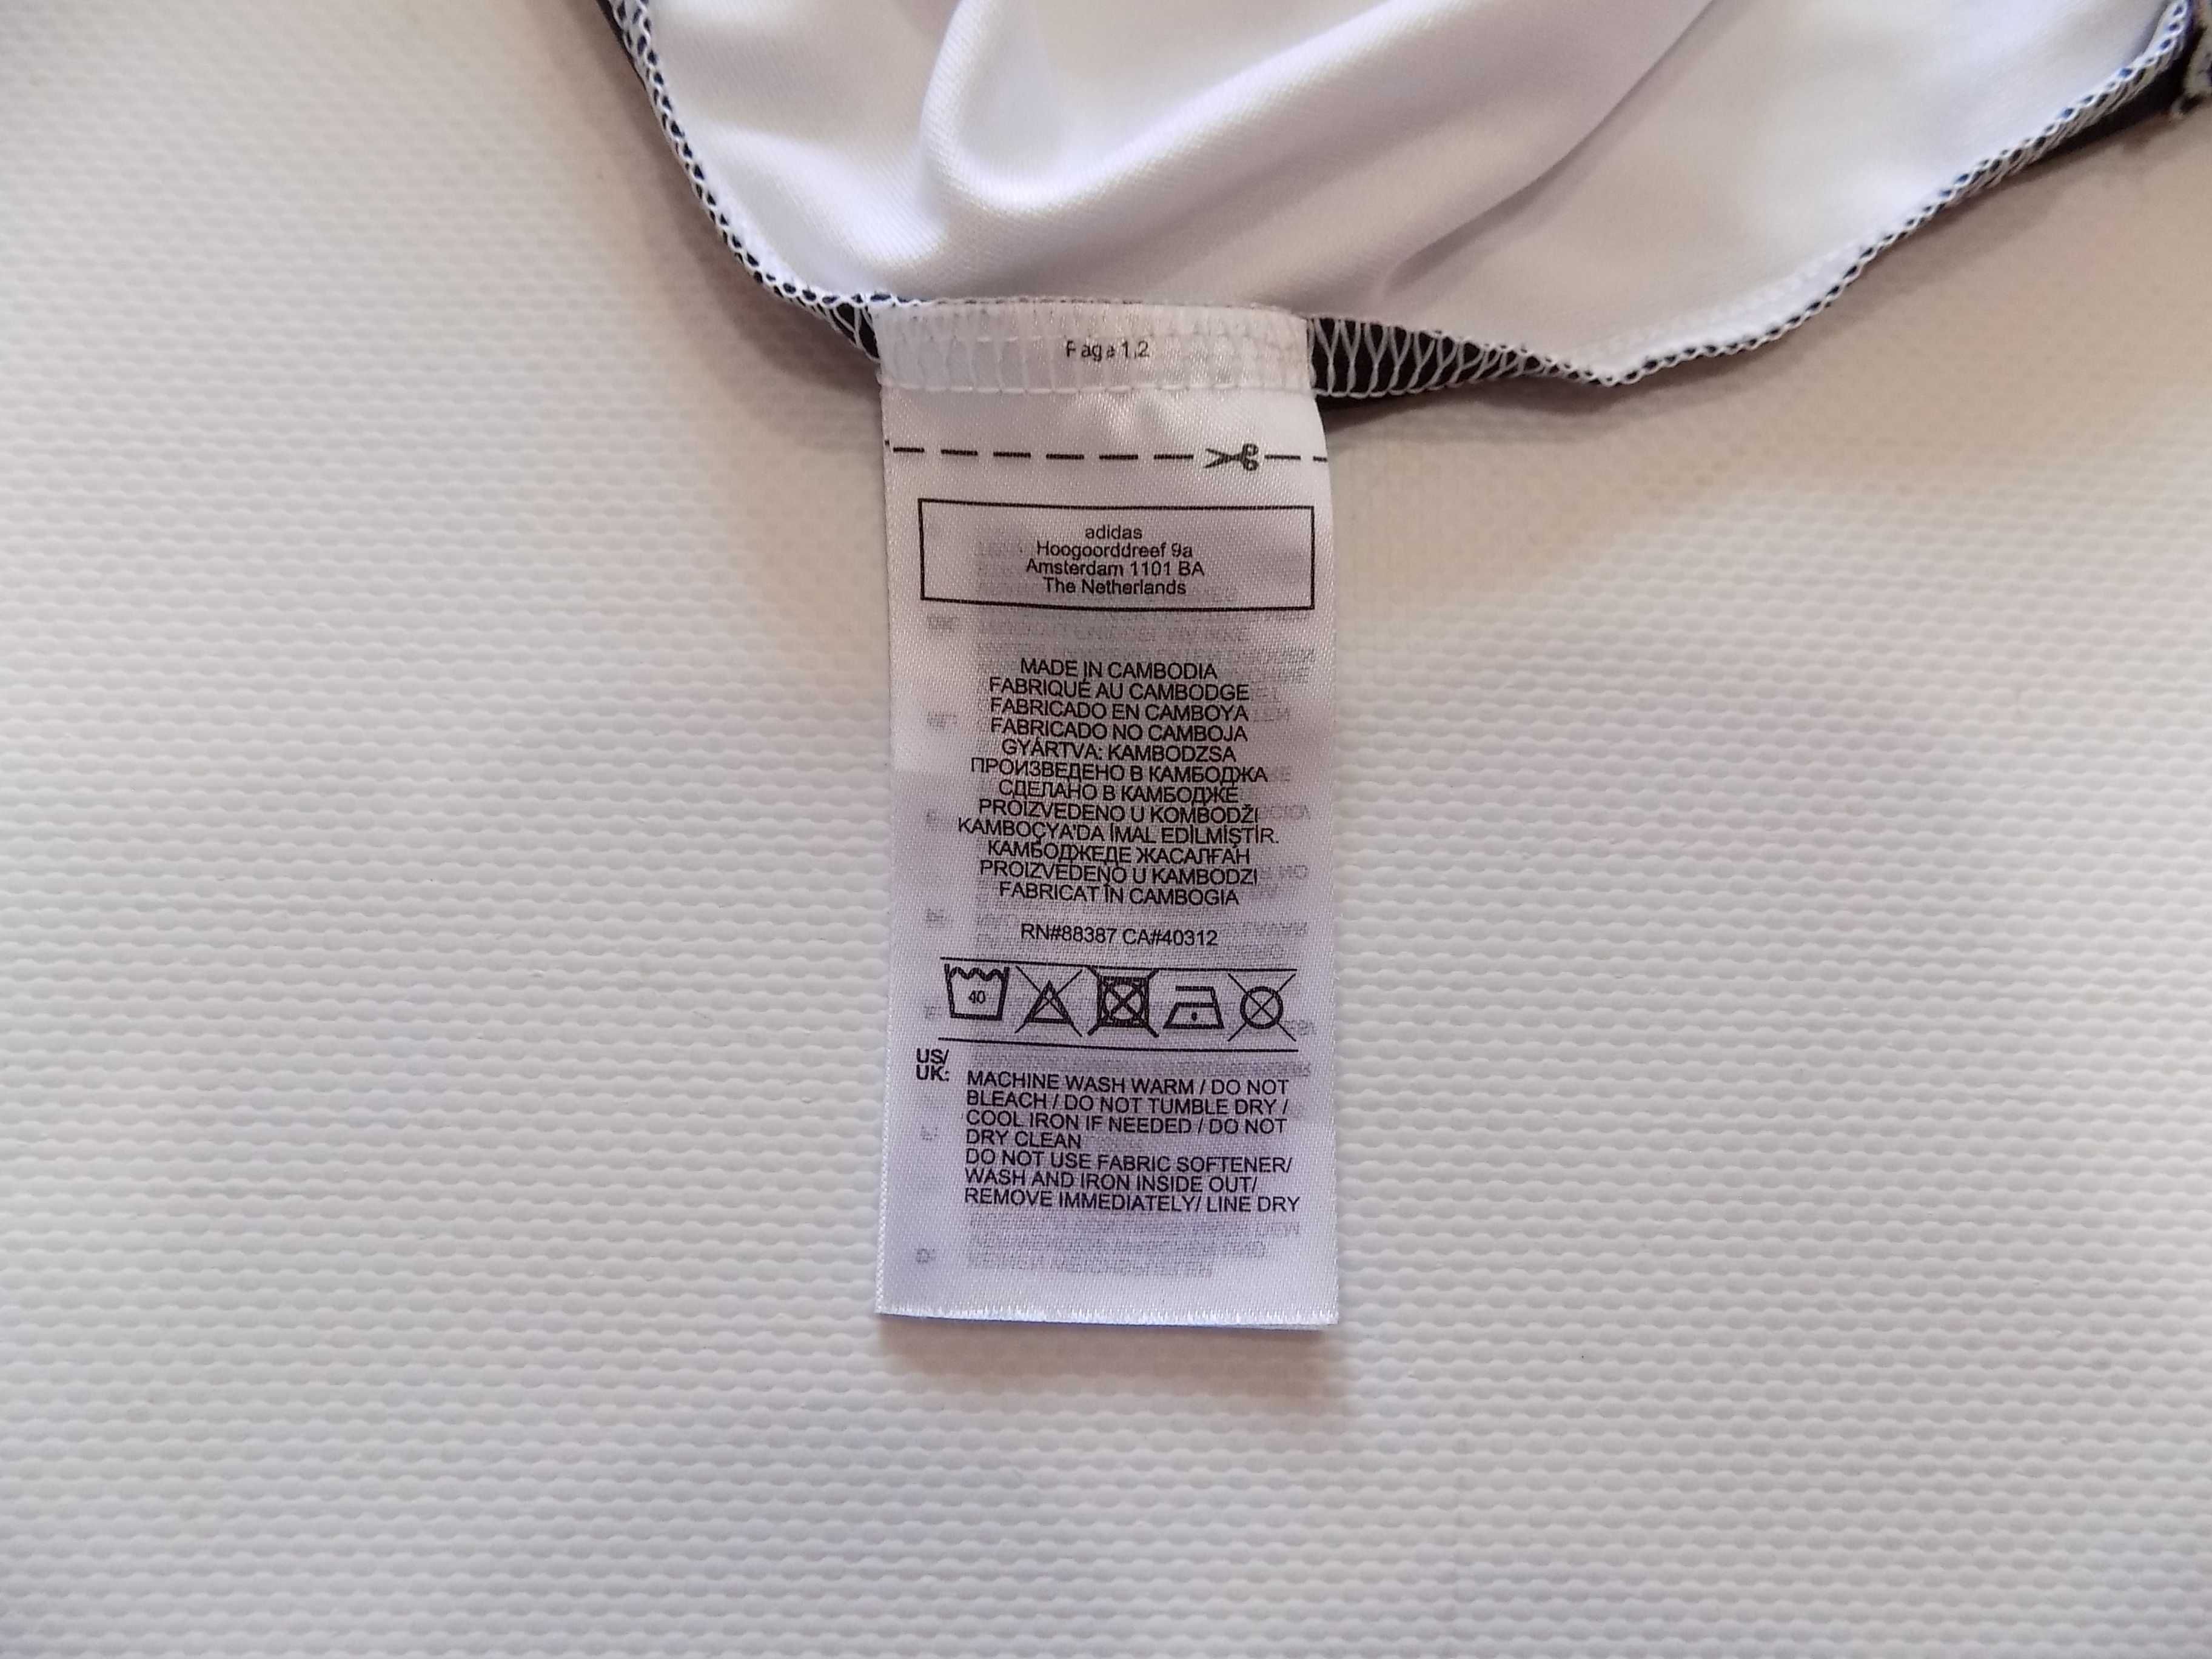 Page 1,2
adidas
Hoogoorddreef 9a
Amsterdam 1101 BA
The Netherlands
MADE IN CAMBODIA
FABRIQUÉ AU CAMBODGE
FABRICADO EN CAMBOYA
FABRICADO NO CAMBOJA
GYÁRTVA: KAMBODZSA
ПРОИЗВЕДЕНО В КАМБОДЖА
СДЕЛАНО В КАМБОДЖЕ
PROIZVEDENO U KOMBODŽI
KAMBOÇYA'DA İMAL EDİLMİŞTİR.
КАМБОДЖЕДЕ ЖАСАЛҒАН
PROIZVEDENO U KAMBODZI
FABRICAT ÎN CAMBOGIA
RN#88387 CA#40312
40
US/
UK:
MACHINE WASH WARM / DO NOT
BLEACH / DO NOT TUMBLE DRY /
COOL IRON IF NEEDED / DO NOT
DRY CLEAN
DO NOT USE FABRIC SOFTENER/
WASH AND IRON INSIDE OUT/
REMOVE IMMEDIATELY/ LINE DRY